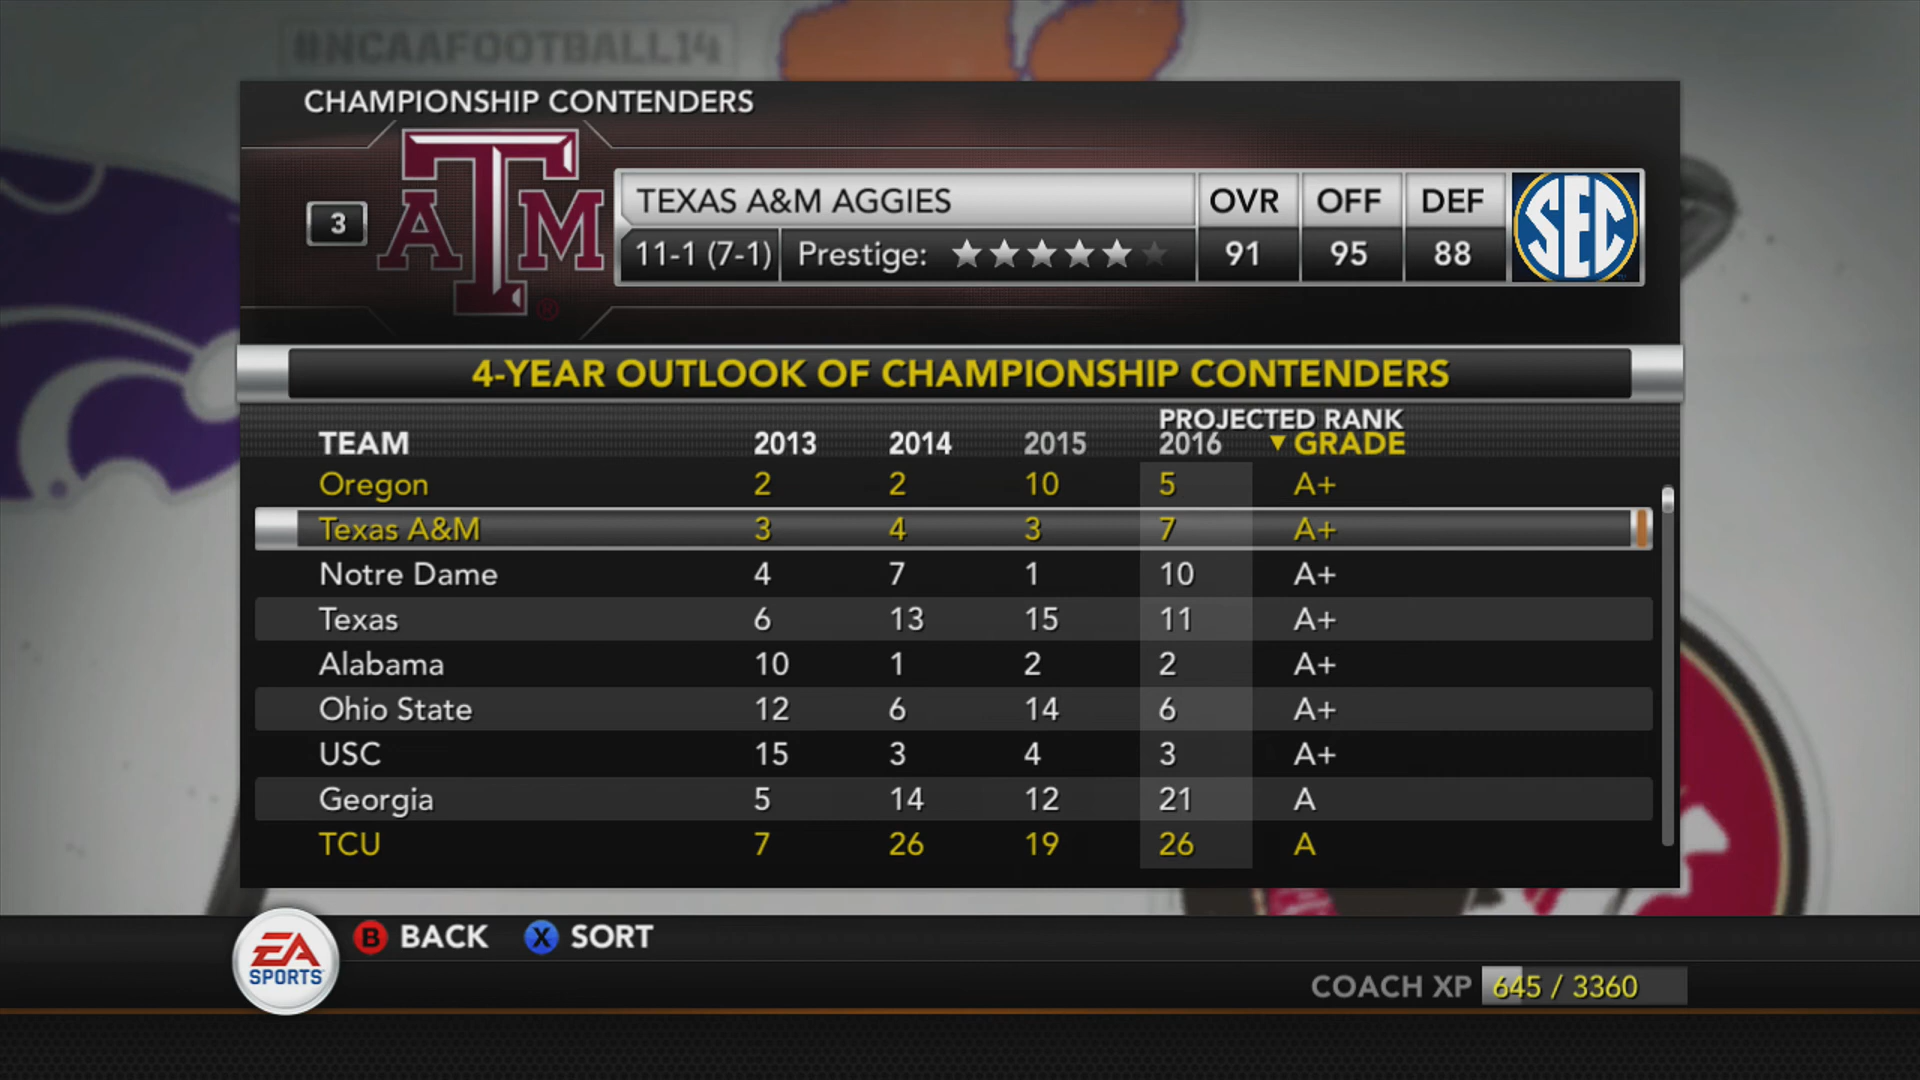 #NCAAFOOTBALL14
CHAMPIONSHIP CONTENDERS
3
ATM
®
TEXAS A&M AGGIES
OVR OFF DEF
SEC
11-1 (7-1) Prestige: 91 95 88
4-YEAR OUTLOOK OF CHAMPIONSHIP CONTENDERS
PROJECTED RANK
TEAM 2013 2014 2015 2016 ▼ GRADE
Oregon 2 2 10 5 A+
Texas A&M 3 4 3 7 A+
Notre Dame 4 7 1 10 A+
Texas 6 13 15 11 A+
Alabama 10 1 2 2 A+
Ohio State 12 6 14 6 A+
USC 15 3 4 3 A+
Georgia 5 14 12 21 A
TCU 7 26 19 26 A
EA
SPORTS
B BACK X SORT
COACH XP 645 / 3360